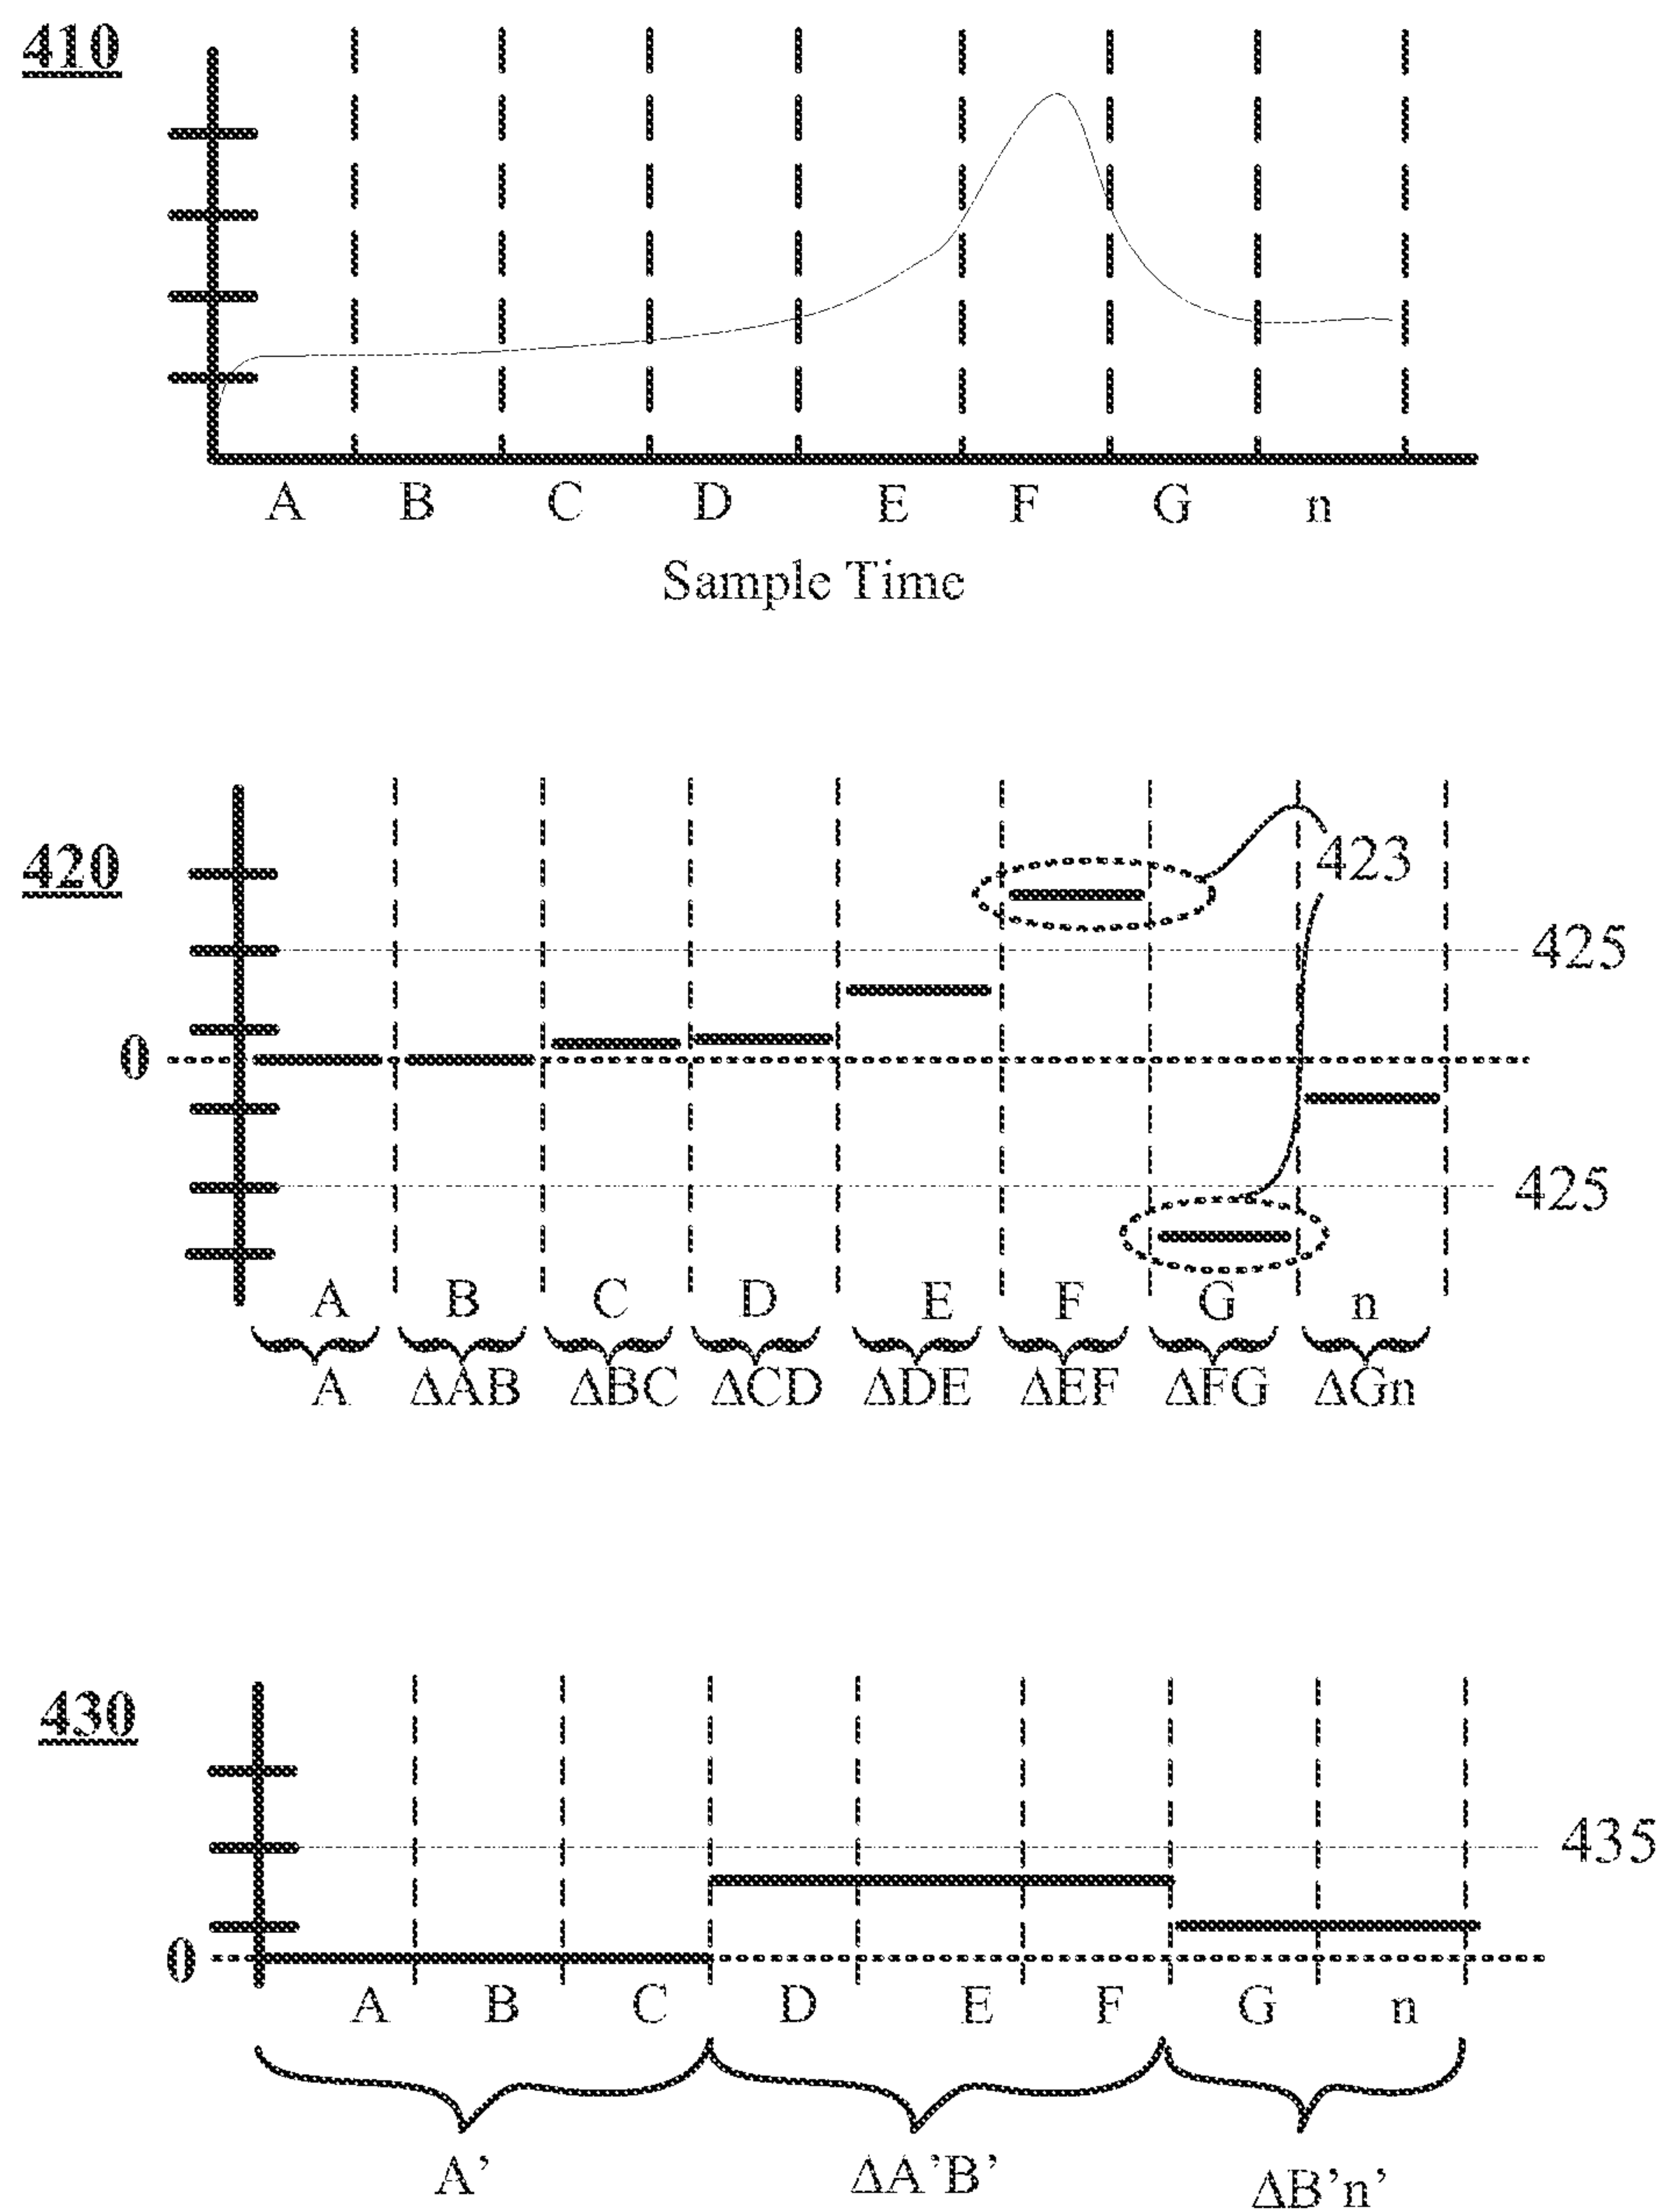 410
A B C D E F G n
Sample Time
420
423
425
0
425
A B C D E F G n
A ΔAB ΔBC ΔCD ΔDE ΔEF ΔFG ΔGn
430
435
0
A B C D E F G n
A’ ΔA’B’ ΔB’n’